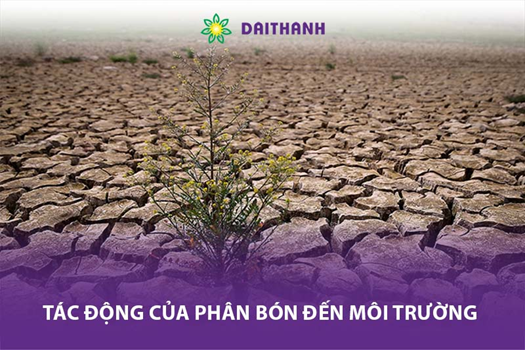 DAITHANH
TÁC ĐỘNG CỦA PHÂN BÓN ĐẾN MÔI TRƯỜNG